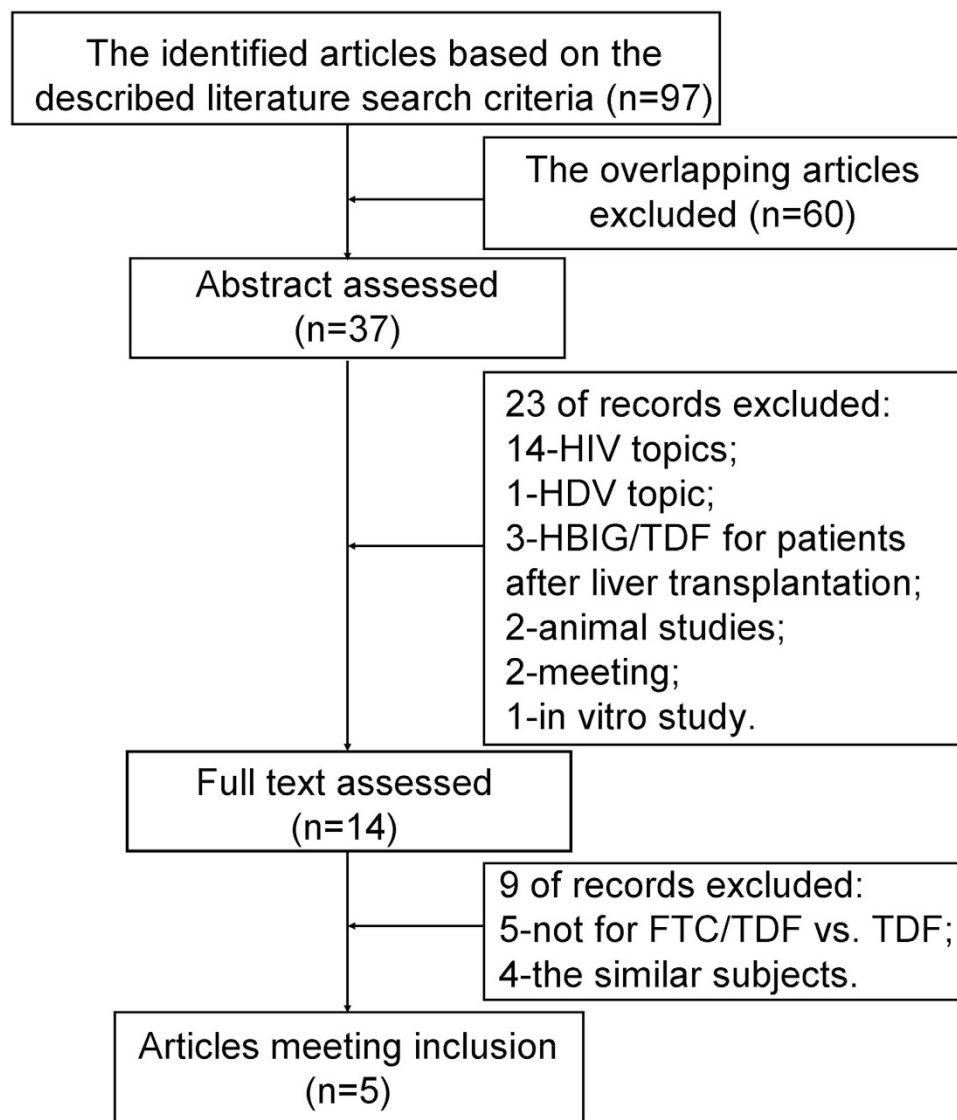 The identified articles based on the
described literature search criteria (n=97)
The overlapping articles
excluded (n=60)
Abstract assessed
(n=37)
23 of records excluded:
14-HIV topics;
1-HDV topic;
3-HBIG/TDF for patients
after liver transplantation;
2-animal studies;
2-meeting;
1-in vitro study.
Full text assessed
(n=14)
9 of records excluded:
5-not for FTC/TDF vs. TDF;
4-the similar subjects.
Articles meeting inclusion
(n=5)